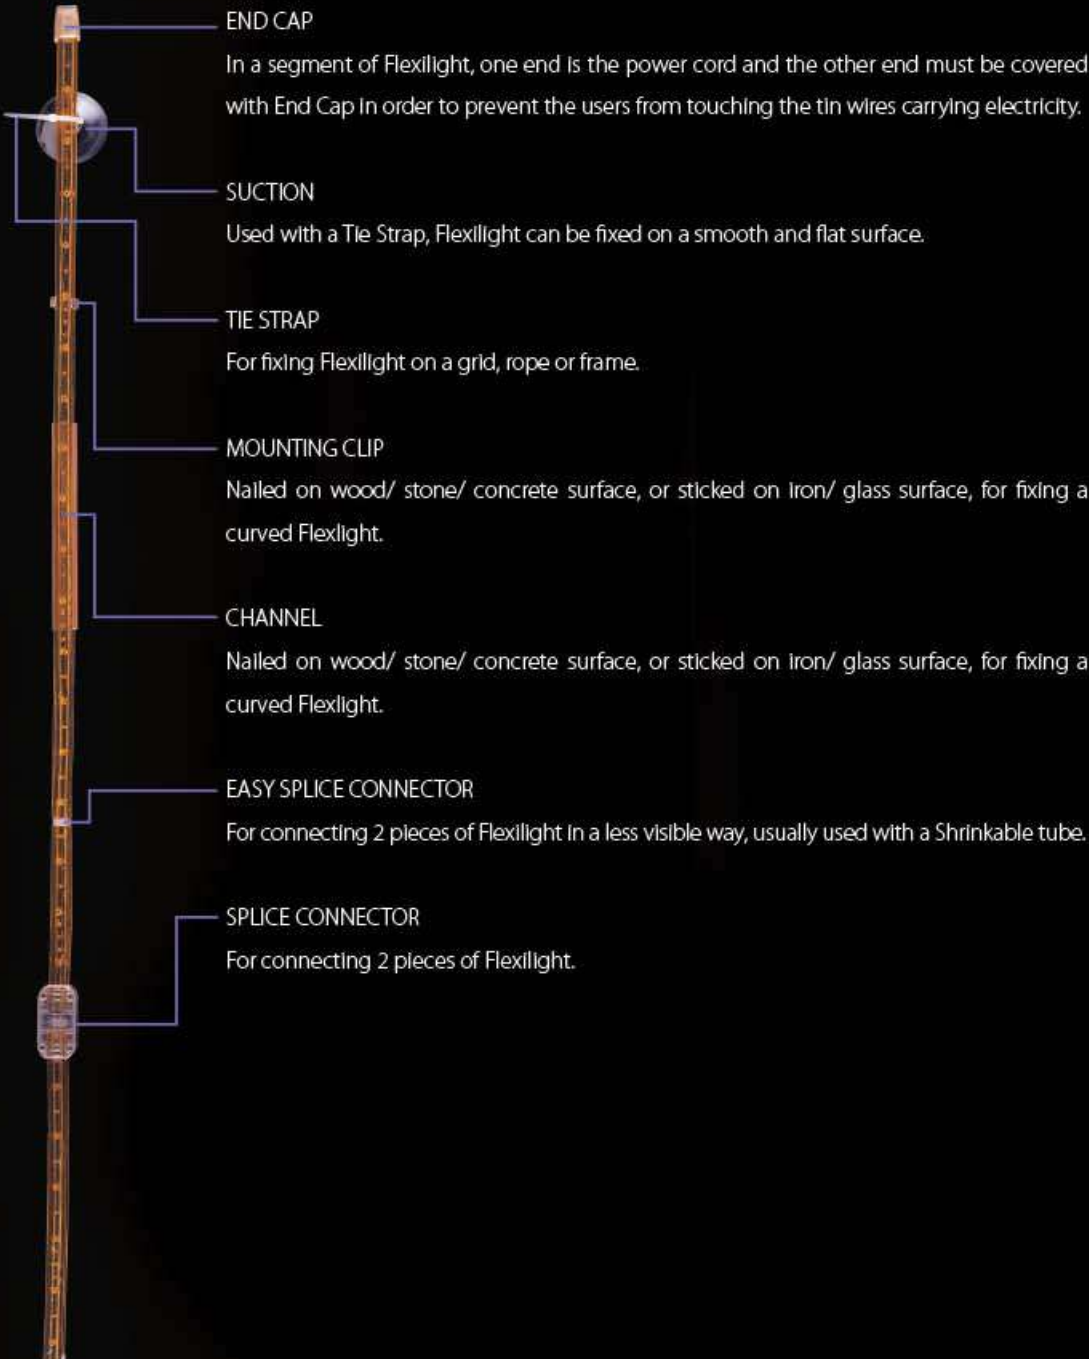 END CAP
In a segment of Flexilight, one end is the power cord and the other end must be covered
with End Cap in order to prevent the users from touching the tin wires carrying electricity.
SUCTION
Used with a Tie Strap, Flexilight can be fixed on a smooth and flat surface.
TIE STRAP
For fixing Flexilight on a grid, rope or frame.
MOUNTING CLIP
Nailed on wood/ stone/ concrete surface, or sticked on iron/ glass surface, for fixing a
curved Flexlight.
CHANNEL
Nailed on wood/ stone/ concrete surface, or sticked on iron/ glass surface, for fixing a
curved Flexlight.
EASY SPLICE CONNECTOR
For connecting 2 pieces of Flexilight in a less visible way, usually used with a Shrinkable tube.
SPLICE CONNECTOR
For connecting 2 pieces of Flexilight.